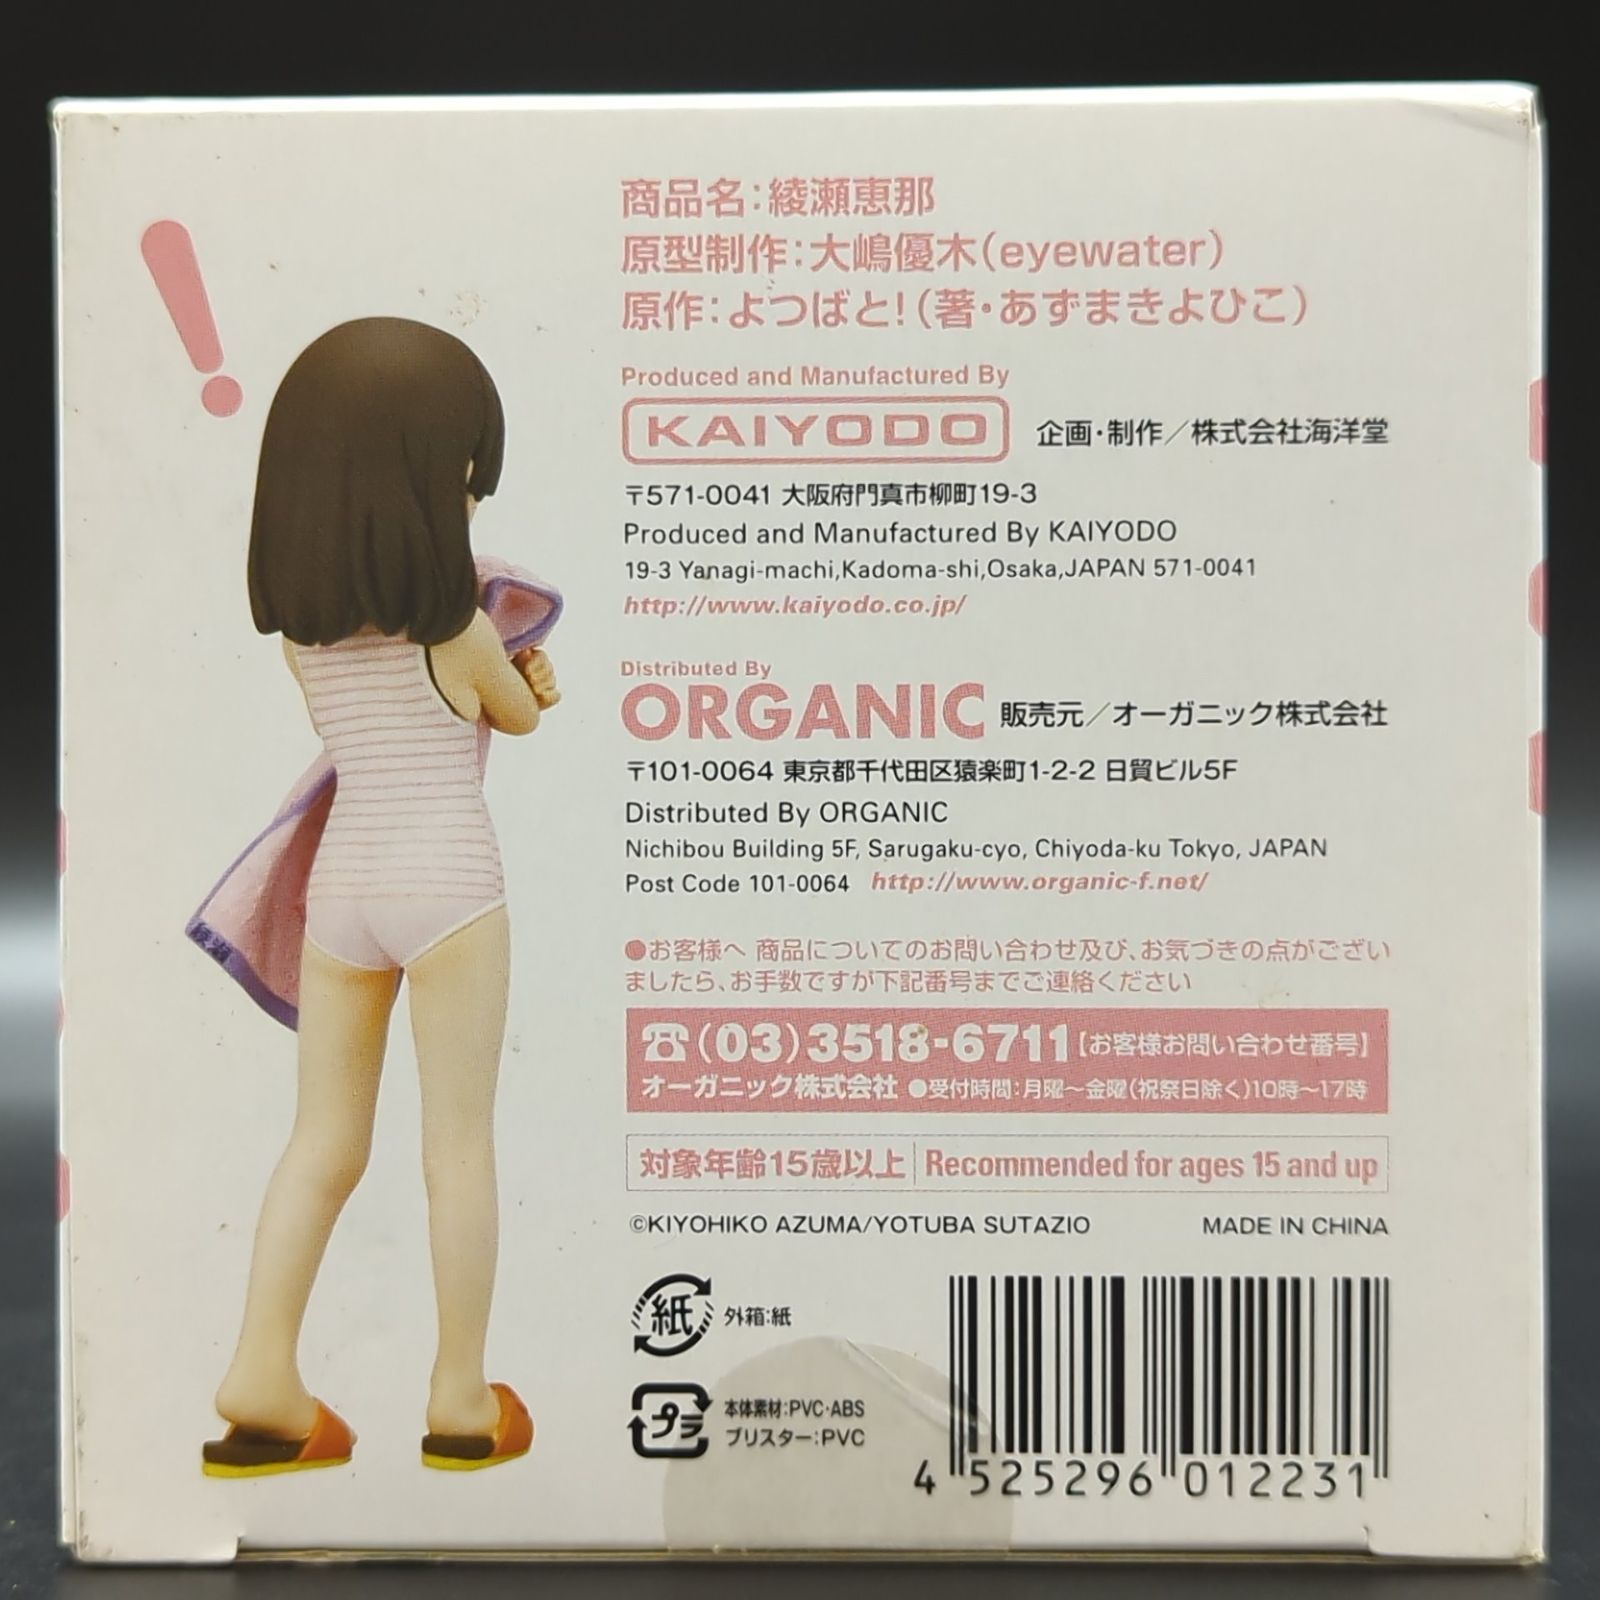 商品名:綾瀬恵那
原型制作:大嶋優木(eyewater)
原作:よつばと!(著・あずまきよひこ)
Produced and Manufactured By
KAIYODO 企画・制作/株式会社海洋堂
〒571-0041 大阪府門真市柳町19-3
Produced and Manufactured By KAIYODO
19-3 Yanagi-machi,Kadoma-shi,Osaka,JAPAN 571-0041
http://www.kaiyodo.co.jp/
Distributed By
ORGANIC 販売元/オーガニック株式会社
〒101-0064 東京都千代田区猿楽町1-2-2 日貿ビル5F
Distributed By ORGANIC
Nichibou Building 5F, Sarugaku-cyo, Chiyoda-ku Tokyo, JAPAN
Post Code 101-0064 http://www.organic-f.net/
●お客様へ 商品についてのお問い合わせ及び、お気づきの点がござい
ましたら、お手数ですが下記番号までご連絡ください
☎(03)3518-6711【お客様お問い合わせ番号】
オーガニック株式会社 ●受付時間:月曜〜金曜(祝祭日除く)10時〜17時
対象年齢15歳以上 Recommended for ages 15 and up
©KIYOHIKO AZUMA/YOTUBA SUTAZIO MADE IN CHINA
紙 外箱:紙
プラ 本体素材:PVC・ABS
ブリスター:PVC
4 525296 012231